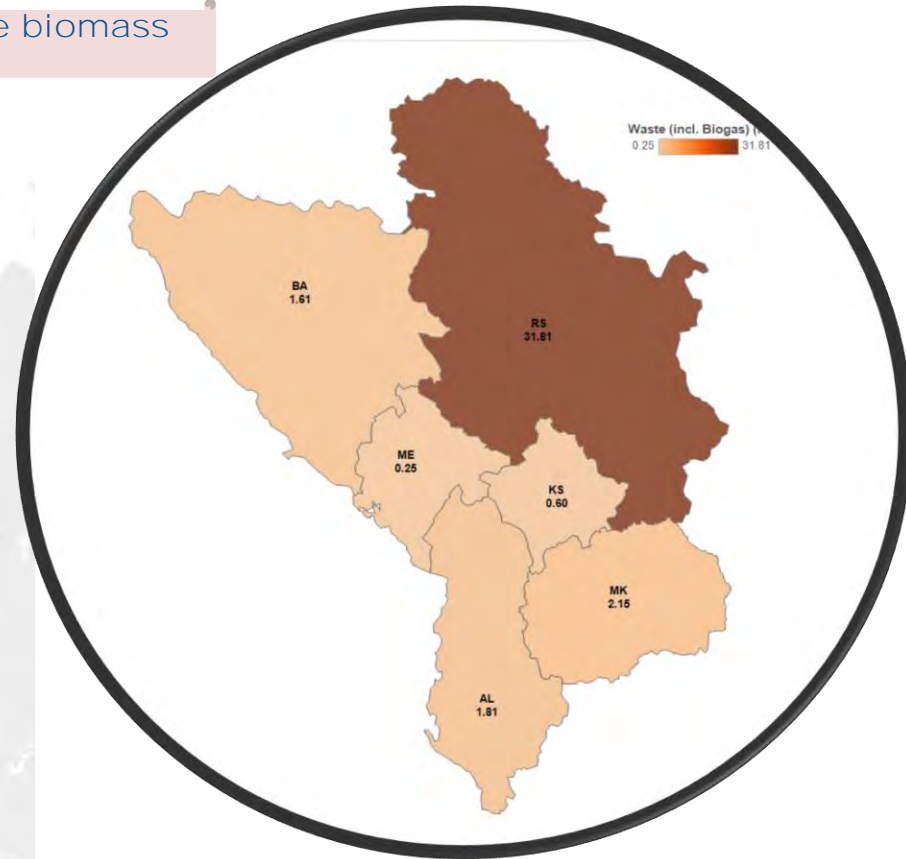 e biomass
Waste (incl. Biogas) (
0.25 31.81
BA
1.61
RS
31.81
ME
0.25
KS
0.60
MK
2.15
AL
1.81